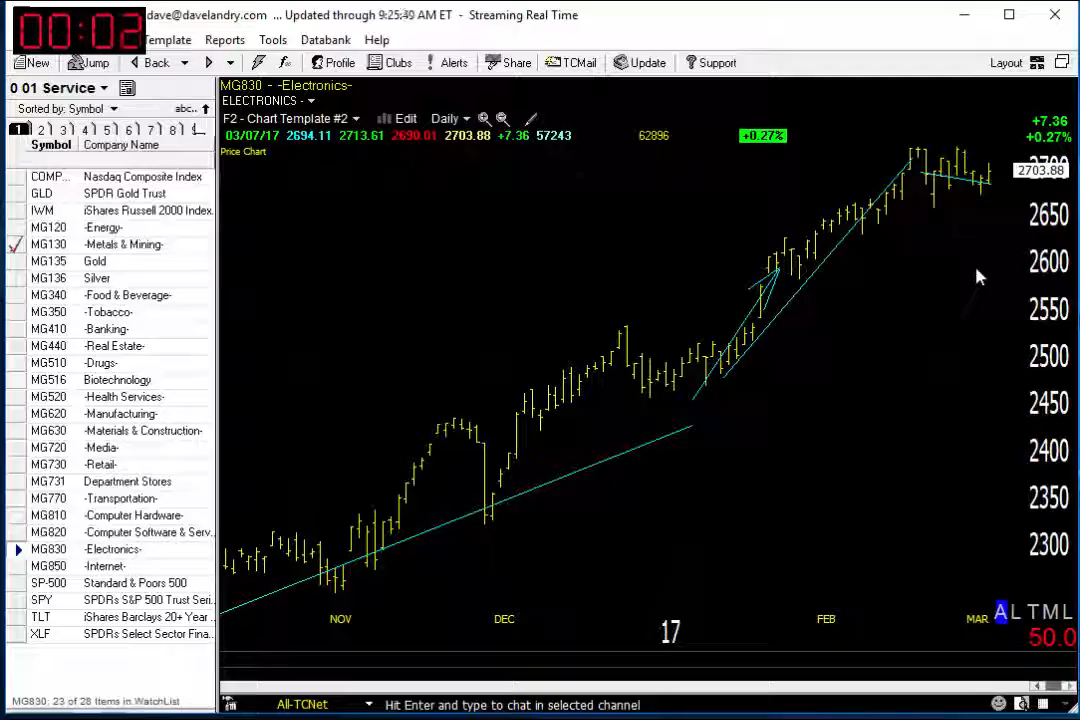 00:02
dave@davelandry.com ... Updated through 9:25:49 AM ET - Streaming Real Time
Template Reports Tools Databank Help
New Jump Back Profile Clubs Alerts Share TCMail Update Support Layout
0 01 Service
Sorted by: Symbol abc..
1 2 3 4 5 6 7 8
Symbol Company Name
COMP... Nasdaq Composite Index
GLD SPDR Gold Trust
IWM iShares Russell 2000 Index.
MG120 -Energy-
MG130 -Metals & Mining-
MG135 Gold
MG136 Silver
MG340 -Food & Beverage-
MG350 -Tobacco-
MG410 -Banking-
MG440 -Real Estate-
MG510 -Drugs-
MG516 Biotechnology
MG520 -Health Services-
MG620 -Manufacturing-
MG630 -Materials & Construction-
MG720 -Media-
MG730 -Retail-
MG731 Department Stores
MG770 -Transportation-
MG810 -Computer Hardware-
MG820 -Computer Software & Serv..
MG830 -Electronics-
MG850 -Internet-
SP-500 Standard & Poors 500
SPY SPDRs S&P 500 Trust Seri..
TLT iShares Barclays 20+ Year ..
XLF SPDRs Select Sector Fina..
MG830: 23 of 28 Items in WatchList
MG830 - -Electronics-
ELECTRONICS -
F2 - Chart Template #2 Edit Daily
03/07/17 2694.11 2713.61 2690.01 2703.88 +7.36 57243 62896 +0.27%
Price Chart
+7.36
+0.27%
2703.88
2650
2600
2550
2500
2450
2400
2350
2300
NOV DEC 17 FEB MAR
A L T M L
50.0
All-TCNet Hit Enter and type to chat in selected channel